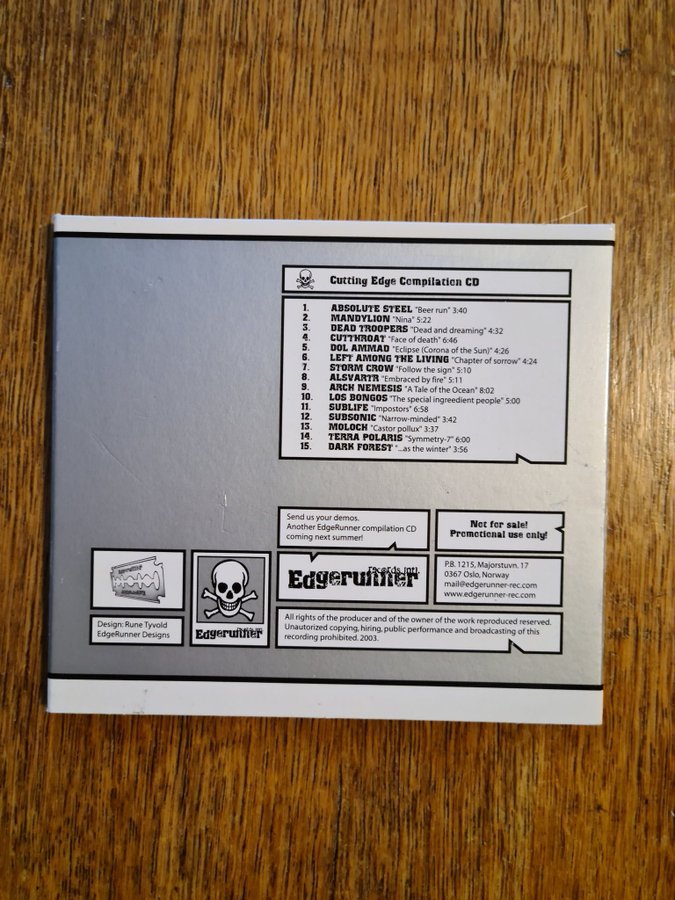 Cutting Edge Compilation CD
1. ABSOLUTE STEEL "Beer run" 3:40
2. MANDYLION "Nina" 5:22
3. DEAD TROOPERS "Dead and dreaming" 4:32
4. CUTTHROAT "Face of death" 6:46
5. DOL AMMAD "Eclipse (Corona of the Sun)" 4:26
6. LEFT AMONG THE LIVING "Chapter of sorrow" 4:24
7. STORM CROW "Follow the sign" 5:10
8. ALSVARTR "Embraced by fire" 5:11
9. ARCH NEMESIS "A Tale of the Ocean" 8:02
10. LOS BONGOS "The special ingreedient people" 5:00
11. SUBLIFE "Impostors" 6:58
12. SUBSONIC "Narrow-minded" 3:42
13. MOLOCH "Castor pollux" 3:37
14. TERRA POLARIS "Symmetry-7" 6:00
15. DARK FOREST "...as the winter" 3:56
Send us your demos.
Another EdgeRunner compilation CD
coming next summer!
Not for sale!
Promotional use only!
records intl.
Edgerunner
P.B. 1215, Majorstuvn. 17
0367 Oslo, Norway
mail@edgerunner-rec.com
www.edgerunner-rec.com
Design: Rune Tyvold
EdgeRunner Designs
Edgerunner
records intl.
All rights of the producer and of the owner of the work reproduced reserved.
Unautorized copying, hiring, public performance and broadcasting of this
recording prohibited. 2003.